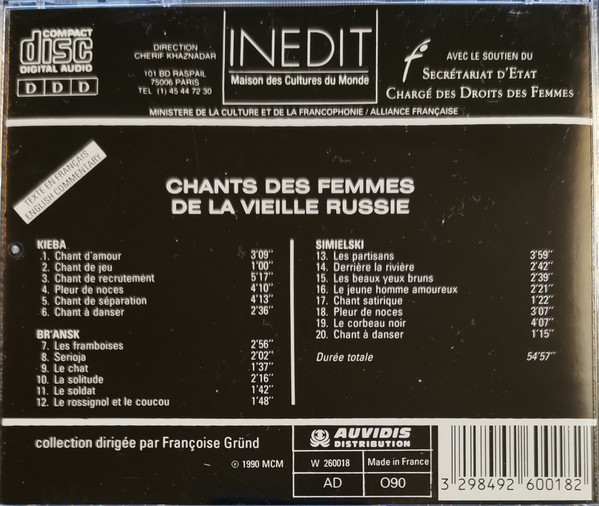 COMPACT
disc
DIGITAL AUDIO
D D D
DIRECTION
CHERIF KHAZNADAR
101 BD RASPAIL
75006 PARIS
TEL (1) 45 44 72 30
INEDIT
Maison des Cultures du Monde
AVEC LE SOUTIEN DU
SECRÉTARIAT D'ETAT
CHARGÉ DES DROITS DES FEMMES
MINISTERE DE LA CULTURE ET DE LA FRANCOPHONIE / ALLIANCE FRANÇAISE
TEXTE EN FRANÇAIS
ENGLISH COMMENTARY
CHANTS DES FEMMES
DE LA VIEILLE RUSSIE
KIEBA
1. Chant d'amour 3'09"
2. Chant de jeu 1'00"
3. Chant de recrutement 5'17"
4. Pleur de noces 4'10"
5. Chant de séparation 4'13"
6. Chant à danser 2'36"
BR'ANSK
7. Les framboises 2'56"
8. Serioja 2'02"
9. Le chat 1'37"
10. La solitude 2'16"
11. Le soldat 1'42"
12. Le rossignol et le coucou 1'48"
SIMIELSKI
13. Les partisans 3'59"
14. Derrière la rivière 2'42"
15. Les beaux yeux bruns 2'39"
16. Le jeune homme amoureux 2'21"
17. Chant satirique 1'22"
18. Pleur de noces 3'07"
19. Le corbeau noir 4'07"
20. Chant à danser 1'15"
Durée totale 54'57"
collection dirigée par Françoise Gründ
℗ 1990 MCM
AUVIDIS
DISTRIBUTION
W 260018
Made in France
AD
O90
3 298492 600182